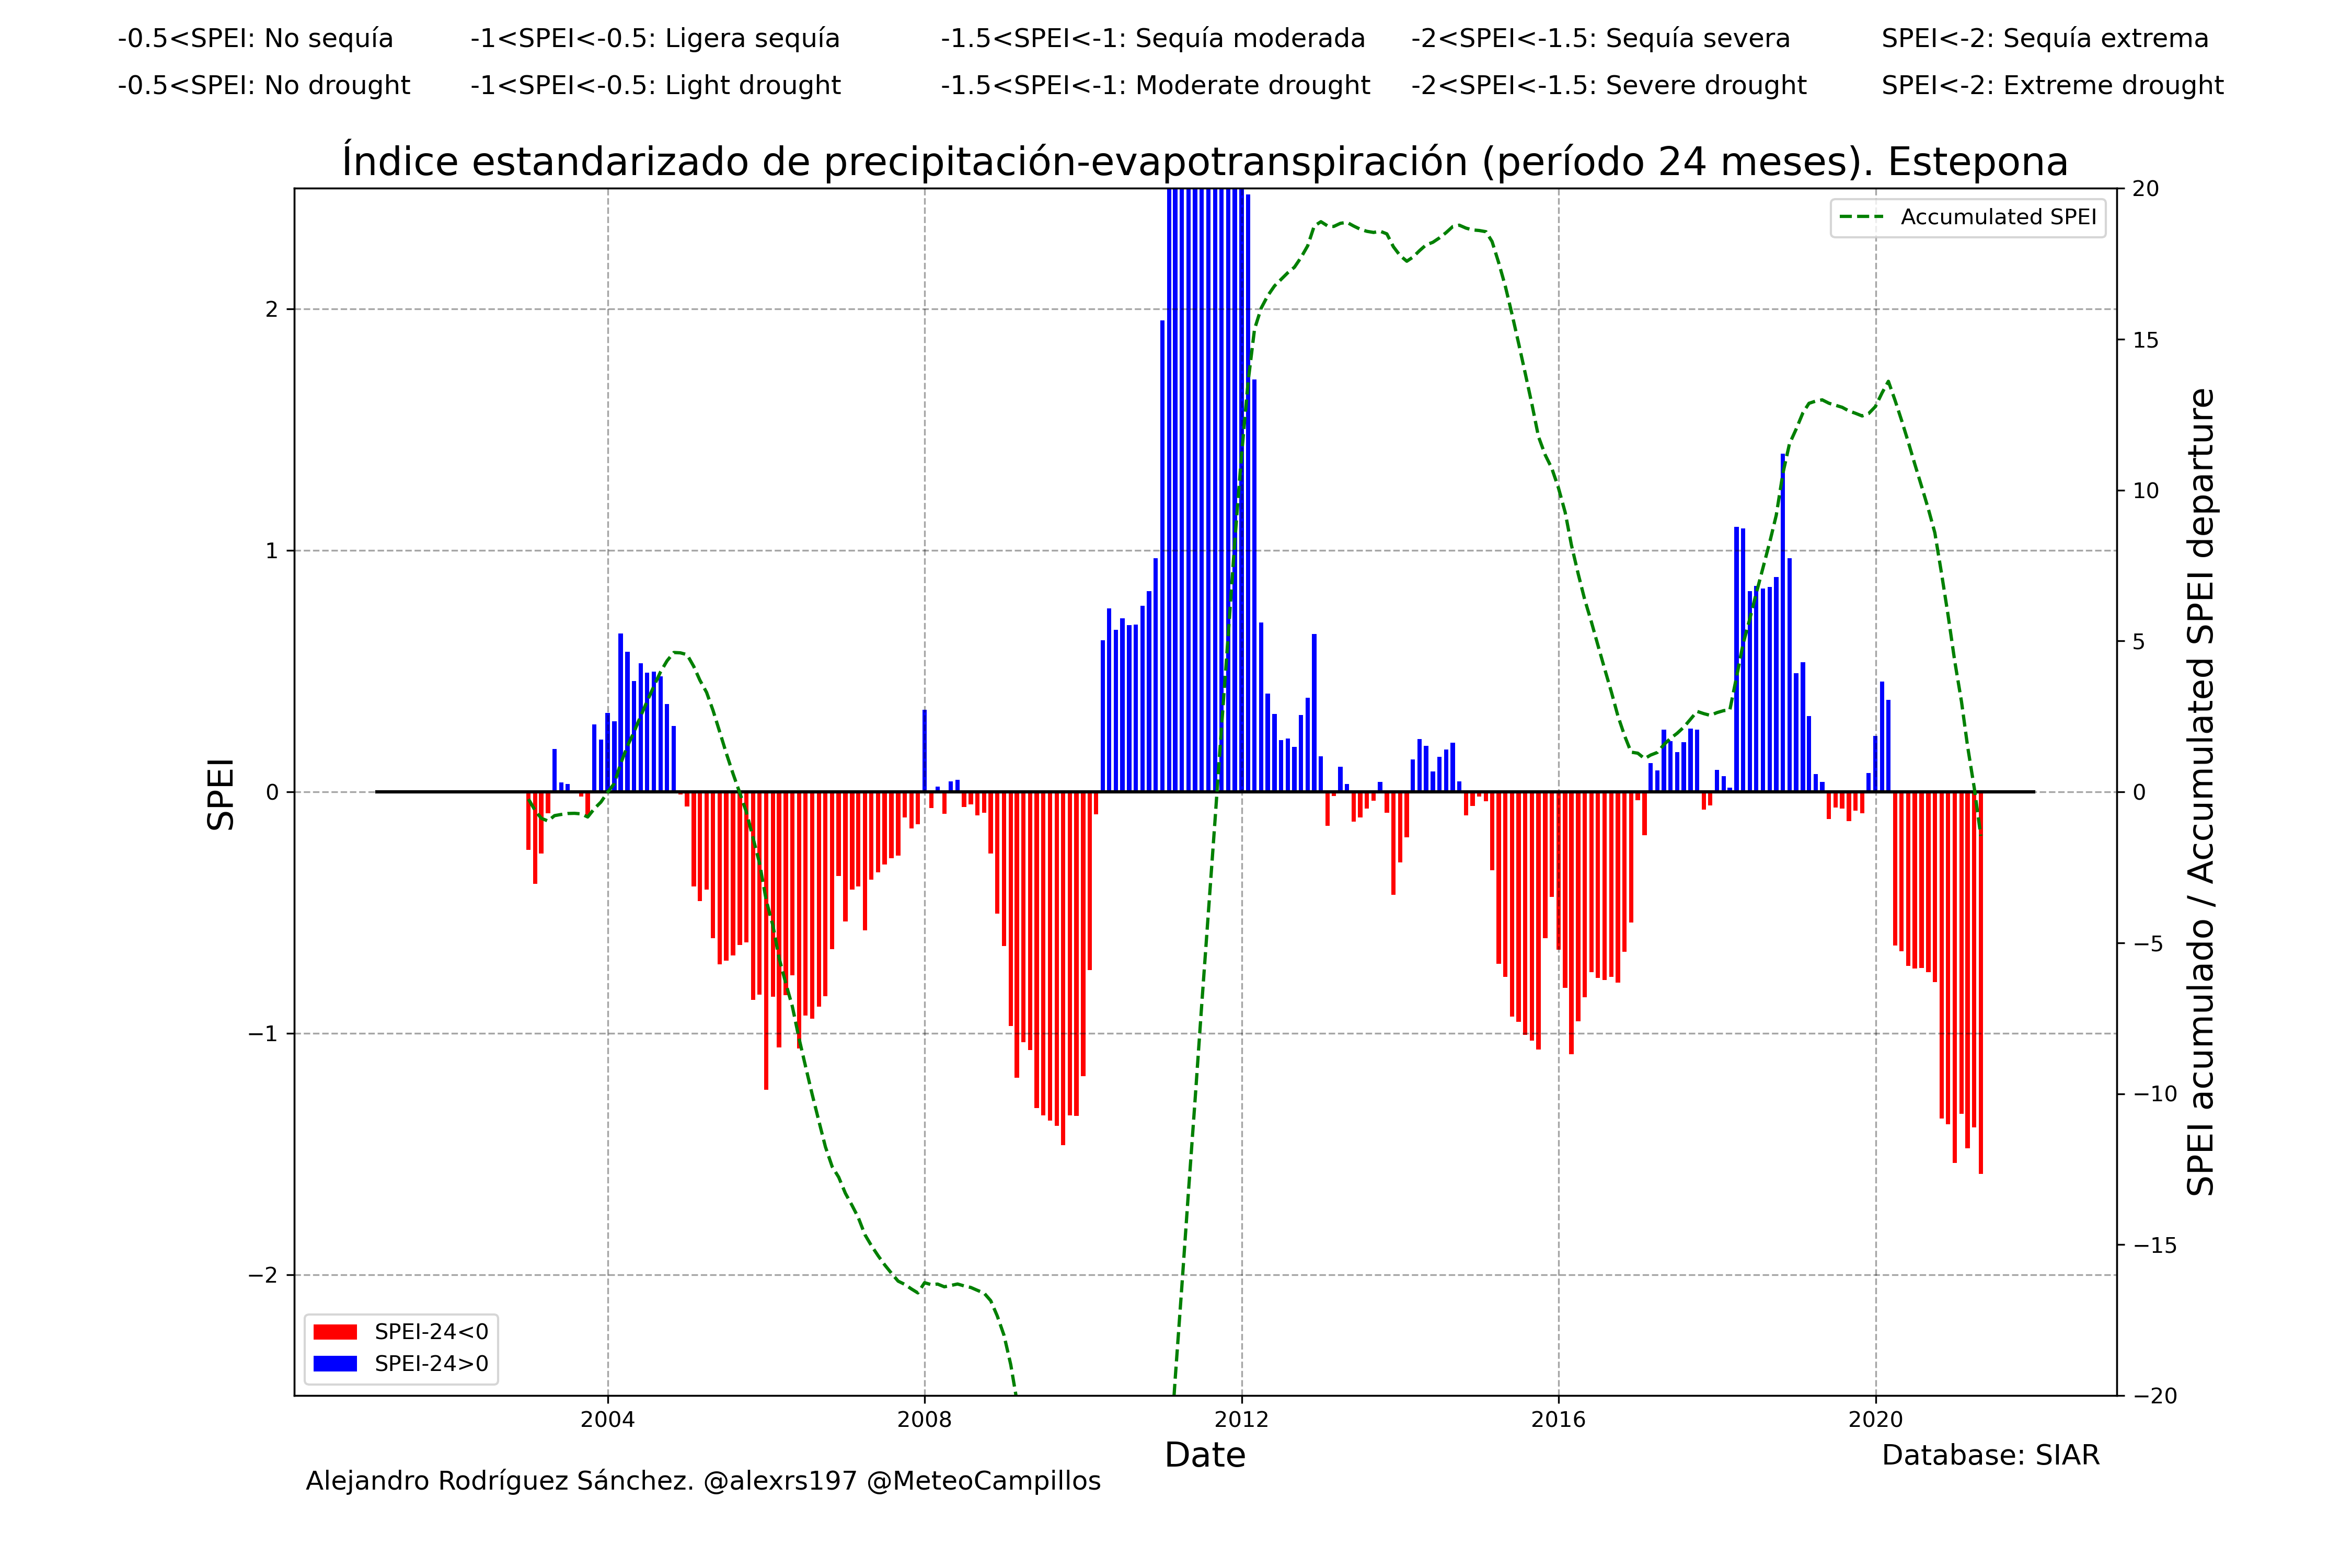 -0.5<SPEI: No sequía -1<SPEI<-0.5: Ligera sequía -1.5<SPEI<-1: Sequía moderada -2<SPEI<-1.5: Sequía severa SPEI<-2: Sequía extrema
-0.5<SPEI: No drought -1<SPEI<-0.5: Light drought -1.5<SPEI<-1: Moderate drought -2<SPEI<-1.5: Severe drought SPEI<-2: Extreme drought
Índice estandarizado de precipitación-evapotranspiración (período 24 meses). Estepona
Accumulated SPEI
2
1
0
−1
−2
SPEI
20
15
10
5
0
−5
−10
−15
−20
SPEI acumulado / Accumulated SPEI departure
SPEI-24<0
SPEI-24>0
2004 2008 2012 2016 2020
Date
Database: SIAR
Alejandro Rodríguez Sánchez. @alexrs197 @MeteoCampillos